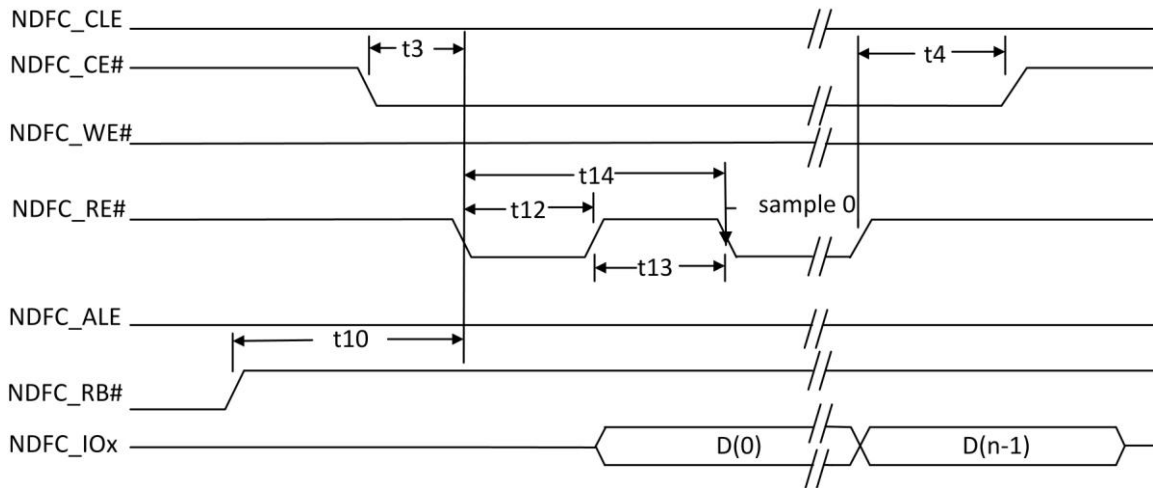 NDFC_CLE
t3
t4
NDFC_CE#
NDFC_WE#
t14
NDFC_RE#
t12
sample 0
t13
NDFC_ALE
t10
NDFC_RB#
NDFC_IOx
D(0)
D(n-1)